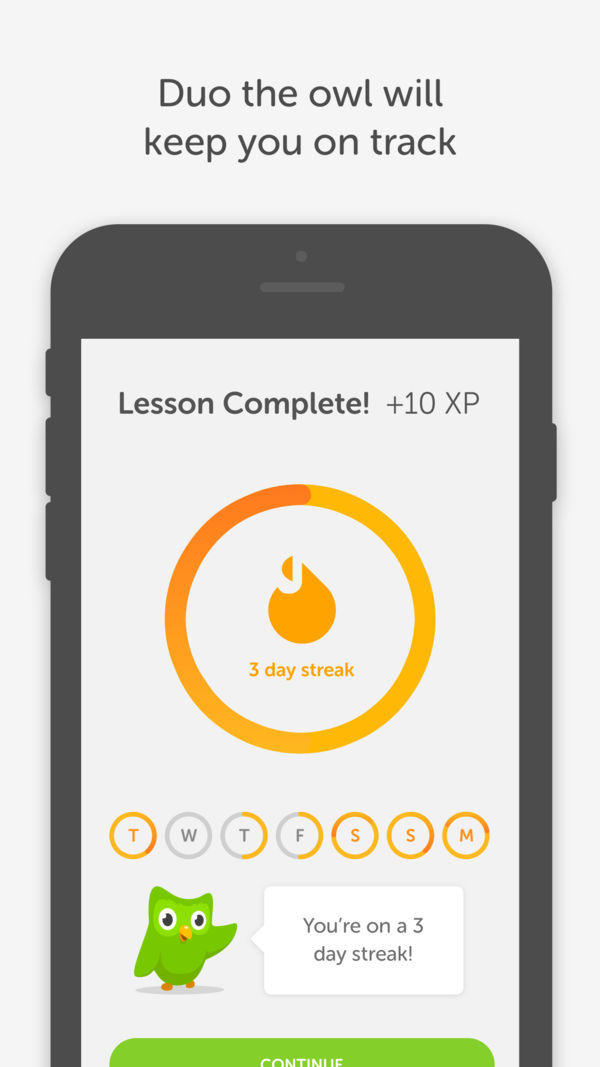 Duo the owl will
keep you on track
Lesson Complete! +10 XP
3 day streak
T W T F S S M
You're on a 3
day streak!
CONTINUE